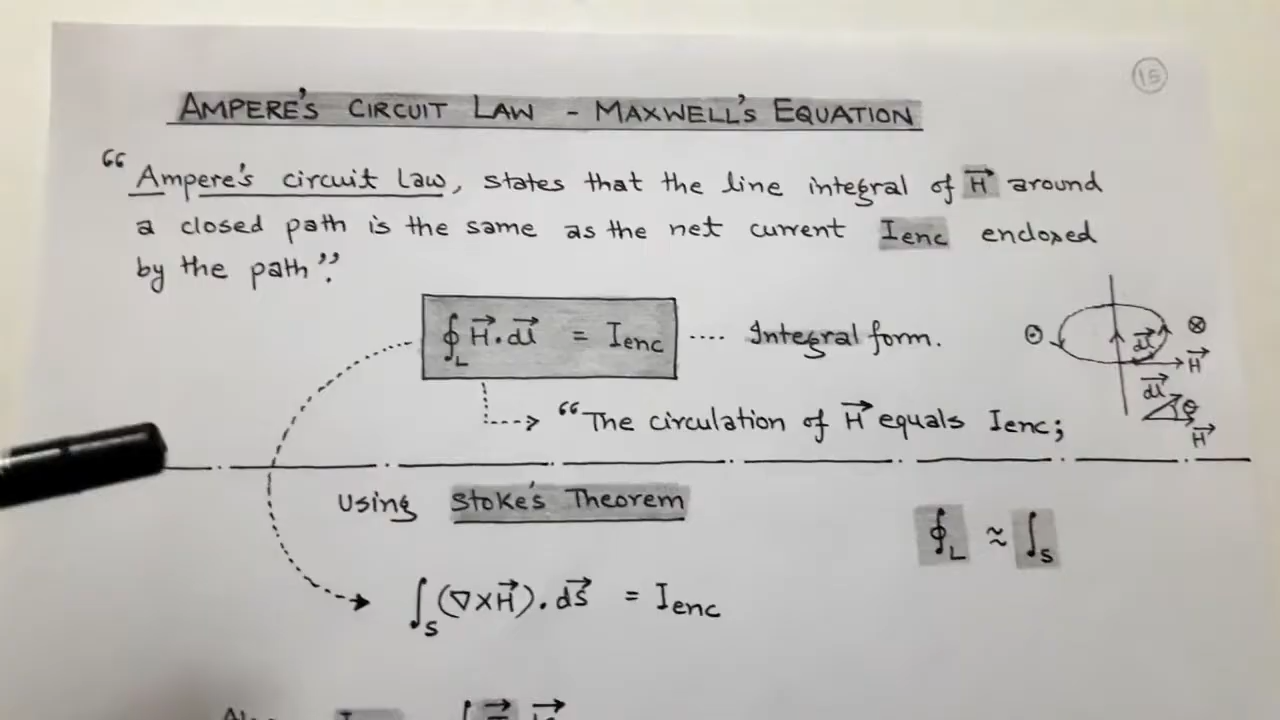 15
AMPERE'S CIRCUIT LAW - MAXWELL'S EQUATION
"Ampere's circuit Law, states that the line integral of H⃗ around
a closed path is the same as the net current Ienc enclosed
by the path".
∮L H⃗.dl⃗ = Ienc .... Integral form.
"The circulation of H⃗ equals Ienc;
dl⃗
H⃗
dl⃗
θ
H⃗
using Stoke's Theorem
∮L ≈ ∫S
∫S (∇×H⃗).dS⃗ = Ienc